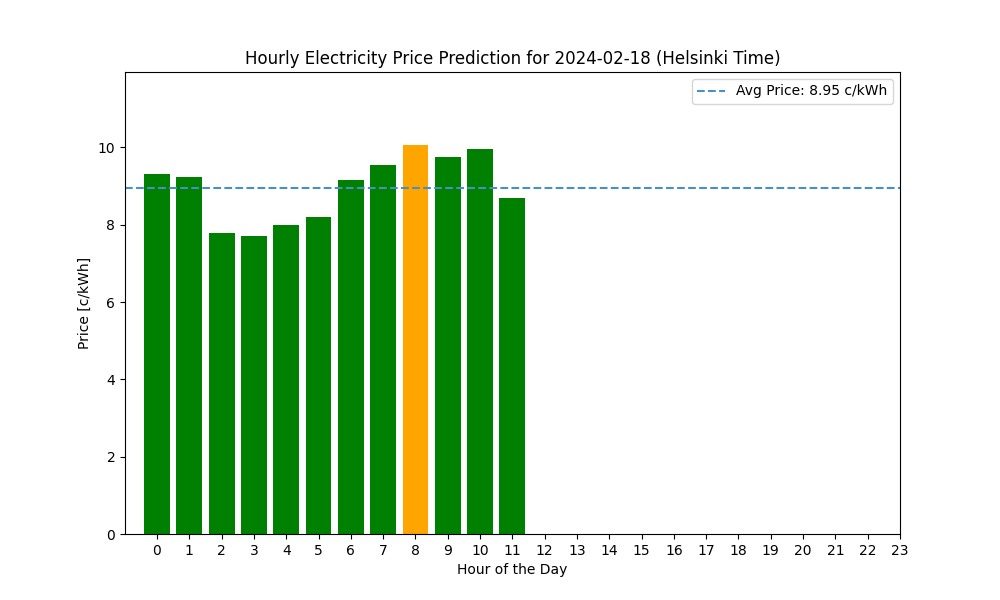 Hourly Electricity Price Prediction for 2024-02-18 (Helsinki Time)
Avg Price: 8.95 c/kWh
Price [c/kWh]
10
8
6
4
2
0
0 1 2 3 4 5 6 7 8 9 10 11 12 13 14 15 16 17 18 19 20 21 22 23
Hour of the Day